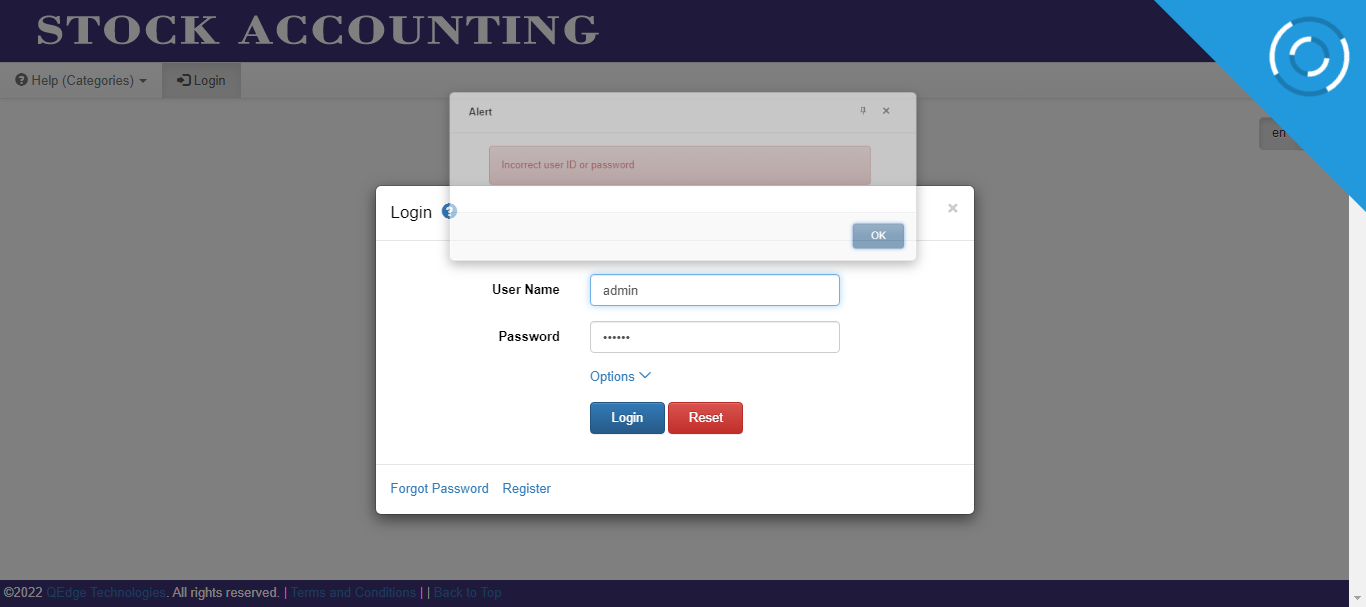 STOCK ACCOUNTING
Help (Categories)
Login
en
Alert
Incorrect user ID or password
OK
Login
User Name
admin
Password
••••••
Options
Login
Reset
Forgot Password
Register
©2022 QEdge Technologies. All rights reserved. | Terms and Conditions | | Back to Top